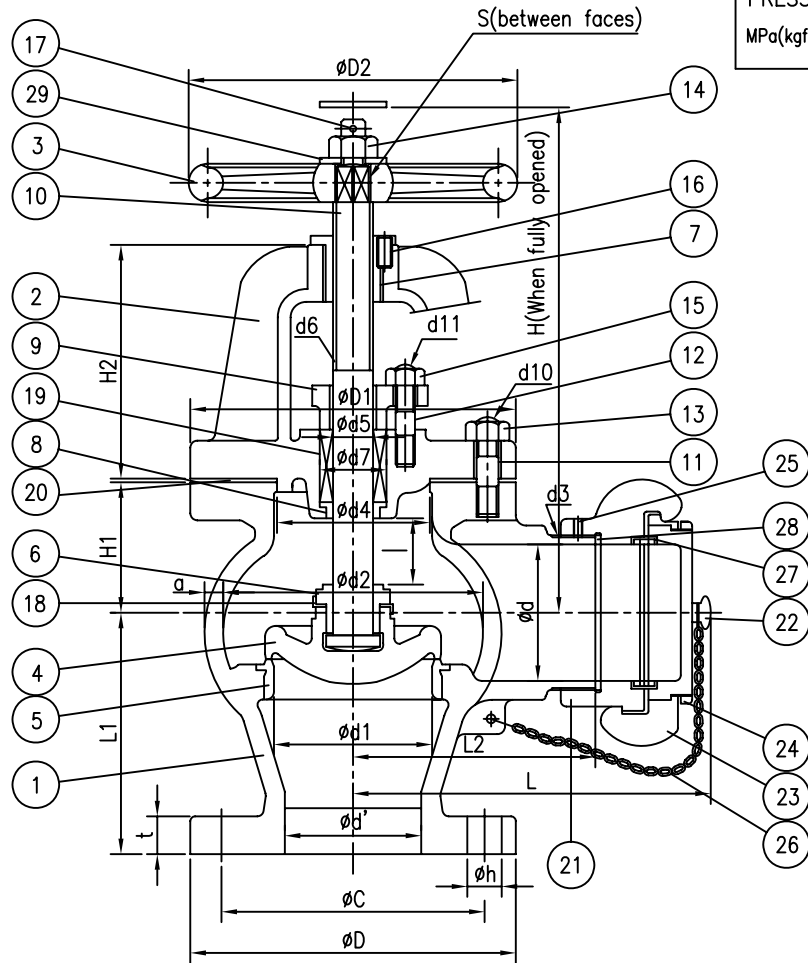 PRESS
MPa(kgf
S(between faces)
17
øD2
29
14
3
10
16
7
H(When fully opened)
2
15
d11
d6
9
12
H2
d10
øD1
13
19
ød5
ød7
11
8
25
20
d3
ød4
28
6
H1
l
27
a
ød2
18
ød
22
4
5
L1
ød1
24
L2
1
23
L
t
ød'
26
øh
21
øC
øD